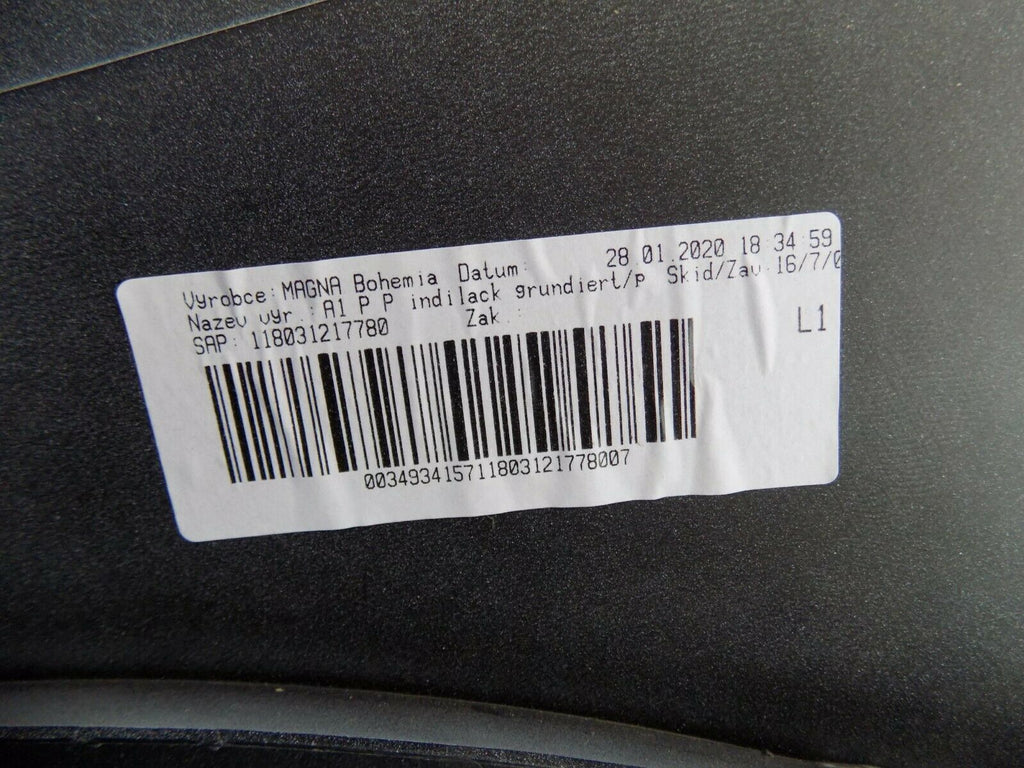 Vyrobce: MAGNA Bohemia Datum: 28.01.2020 18:34:59
Nazev vyr.: A1 P P indilack grundiert/p Skid/Zav.16/7/0
SAP: 118031217780 Zak.:
L1
003493415711803121778007